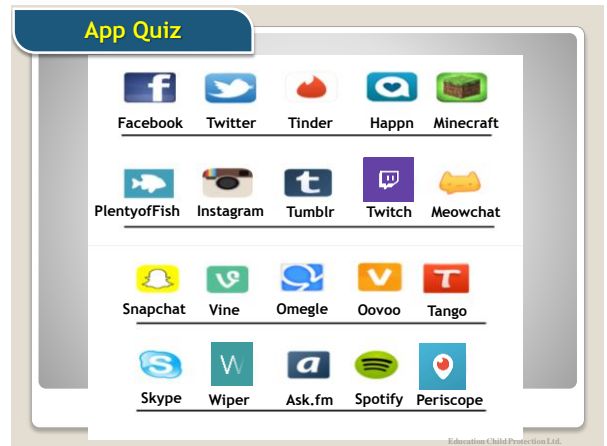 App Quiz
Facebook Twitter Tinder Happn Minecraft
PlentyofFish Instagram Tumblr Twitch Meowchat
Snapchat Vine Omegle Oovoo Tango
Skype Wiper Ask.fm Spotify Periscope
Education Child Protection Ltd.